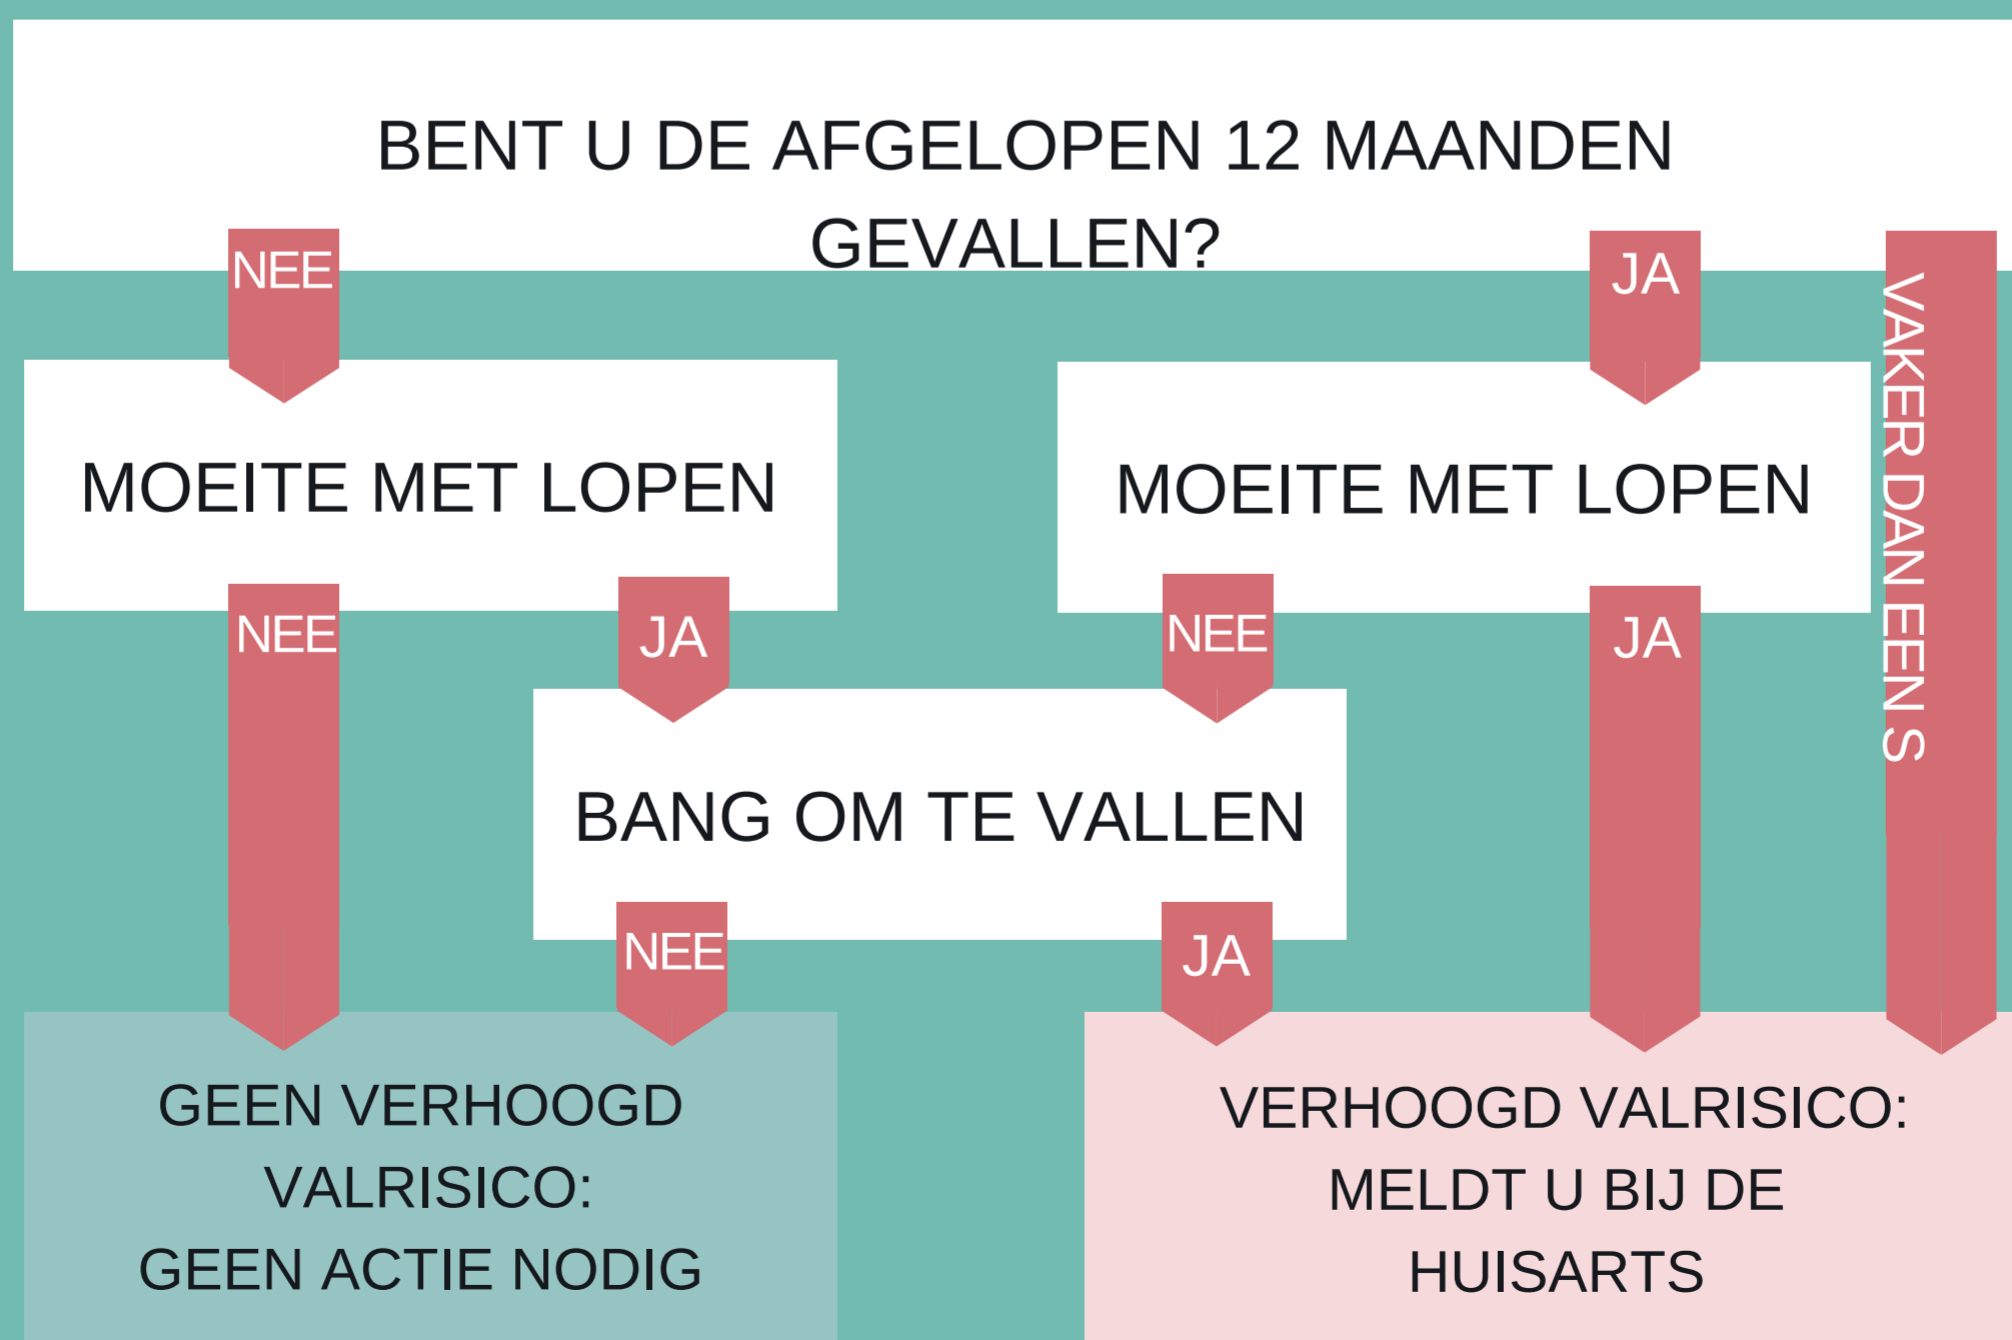 BENT U DE AFGELOPEN 12 MAANDEN
GEVALLEN?
NEE
JA
VAKER DAN EEN S
MOEITE MET LOPEN
MOEITE MET LOPEN
NEE
JA
NEE
JA
BANG OM TE VALLEN
NEE
JA
GEEN VERHOOGD
VALRISICO:
GEEN ACTIE NODIG
VERHOOGD VALRISICO:
MELDT U BIJ DE
HUISARTS